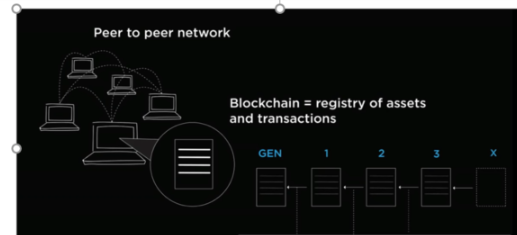 Peer to peer network
Blockchain = registry of assets
and transactions
GEN 1 2 3 X